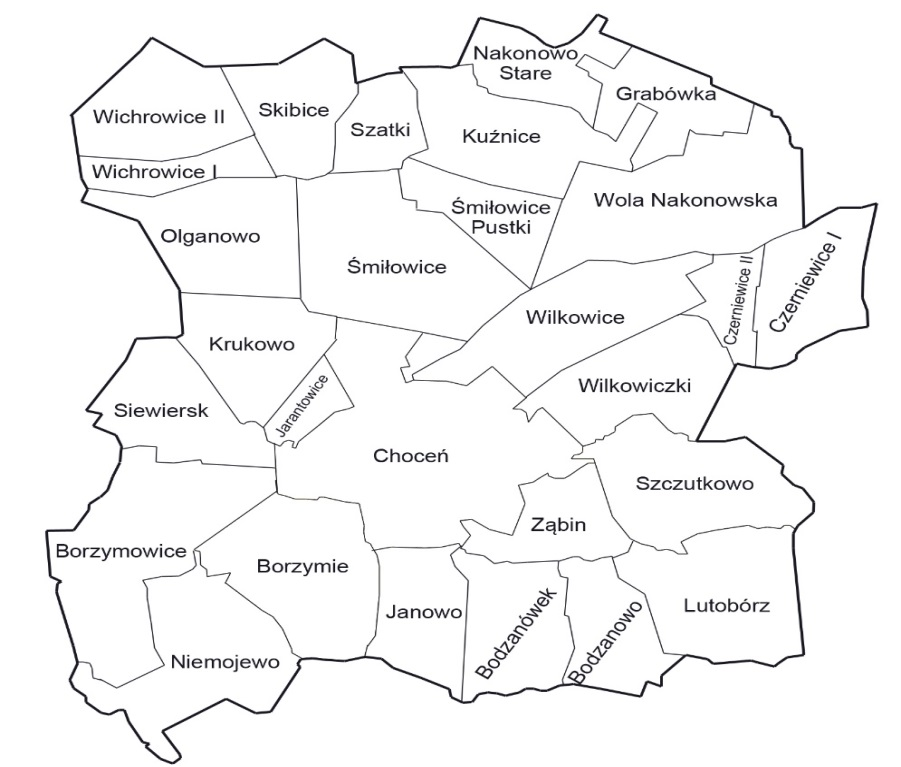 Nakonowo
Stare
Grabówka
Wichrowice II
Skibice
Szatki
Kuźnice
Wichrowice I
Wola Nakonowska
Śmiłowice
Pustki
Olganowo
Śmiłowice
Czerniewice II
Czerniewice I
Wilkowice
Krukowo
Wilkowiczki
Jarantowice
Siewiersk
Choceń
Szczutkowo
Ząbin
Borzymowice
Borzymie
Janowo
Bodzanówek
Bodzanowo
Lutobórz
Niemojewo